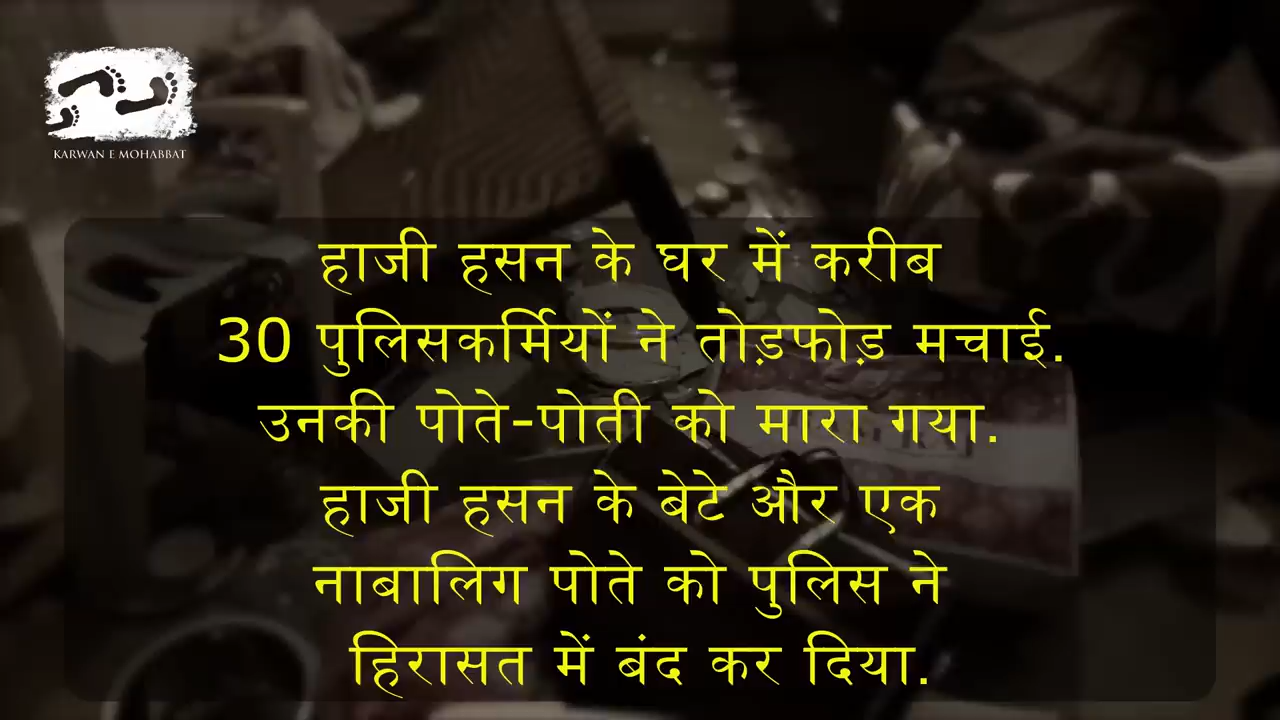 KARWAN E MOHABBAT
हाजी हसन के घर में करीब
30 पुलिसकर्मियों ने तोड़फोड़ मचाई.
उनकी पोते-पोती को मारा गया.
हाजी हसन के बेटे और एक
नाबालिग पोते को पुलिस ने
हिरासत में बंद कर दिया.